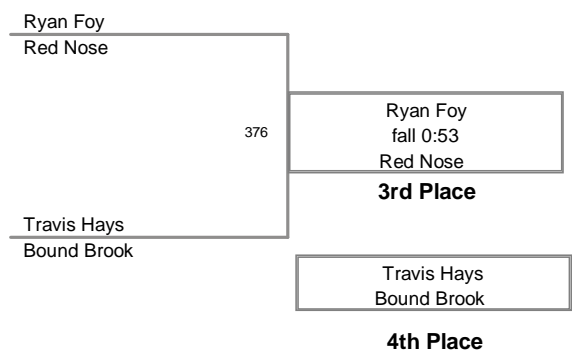 Ryan Foy
Red Nose
376
Ryan Foy
fall 0:53
Red Nose
3rd Place
Travis Hays
Bound Brook
Travis Hays
Bound Brook
4th Place